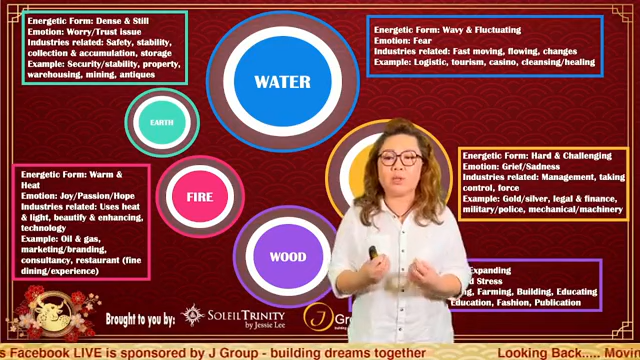 Energetic Form: Dense & Still
Emotion: Worry/Trust issue
Industries related: Safety, stability,
collection & accumulation, storage
Example: Security/stability, property,
warehousing, mining, antiques
WATER
Energetic Form: Wavy & Fluctuating
Emotion: Fear
Industries related: Fast moving, flowing, changes
Example: Logistic, tourism, casino, cleansing/healing
EARTH
Energetic Form: Warm &
Heat
Emotion: Joy/Passion/Hope
Industries related: Uses heat
& light, beautify & enhancing,
technology
Example: Oil & gas,
marketing/branding,
consultancy, restaurant (fine
dining/experience)
FIRE
Energetic Form: Hard & Challenging
Emotion: Grief/Sadness
Industries related: Management, taking
control, force
Example: Gold/silver, legal & finance,
military/police, mechanical/machinery
WOOD
Expanding
Stress
Farming, Building, Educating
Education, Fashion, Publication
Brought to you by:
SOLEILTRINITY
by Jessie Lee
J
Building
s Facebook LIVE is sponsored by J Group - building dreams together
Looking Back..... Movin